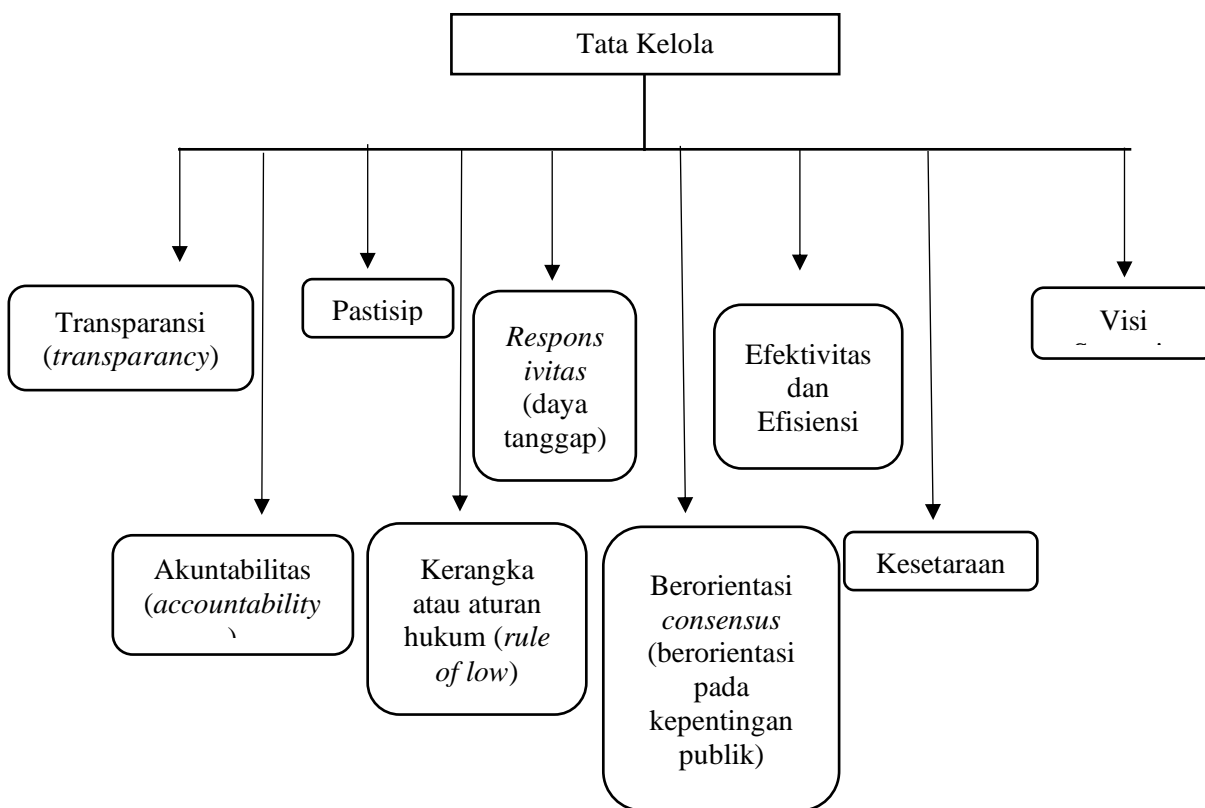 Tata Kelola
Transparansi
(transparancy)
Pastisip
Respons
ivitas
(daya
tanggap)
Efektivitas
dan
Efisiensi
Visi
Akuntabilitas
(accountability
)
Kerangka
atau aturan
hukum (rule
of low)
Berorientasi
consensus
(berorientasi
pada
kepentingan
publik)
Kesetaraan